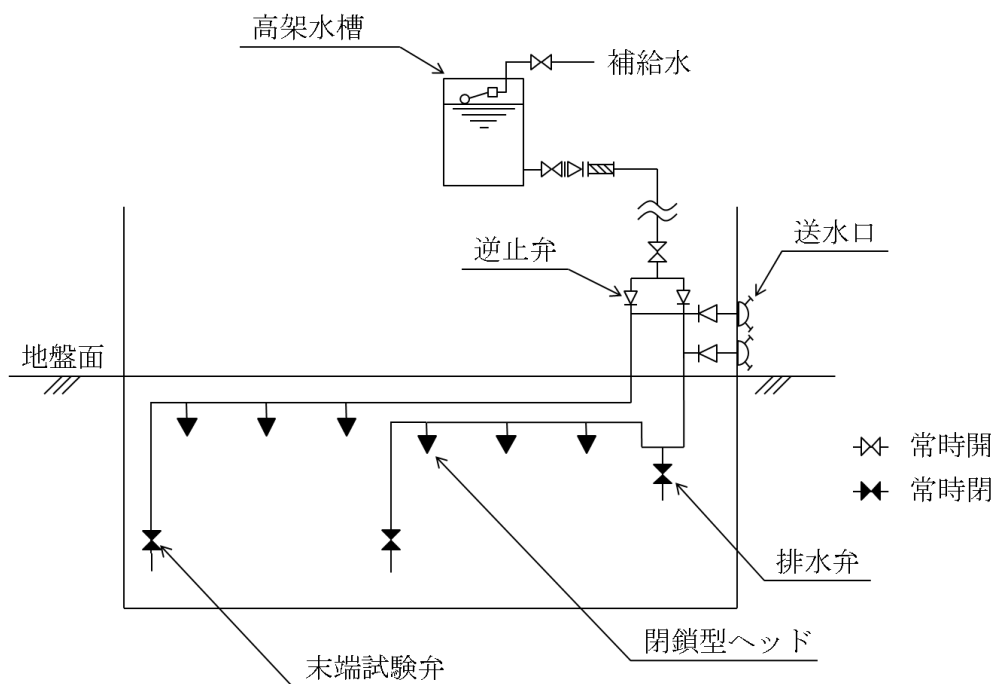 高架水槽
補給水
送水口
逆止弁
地盤面
常時開
常時閉
排水弁
閉鎖型ヘッド
末端試験弁